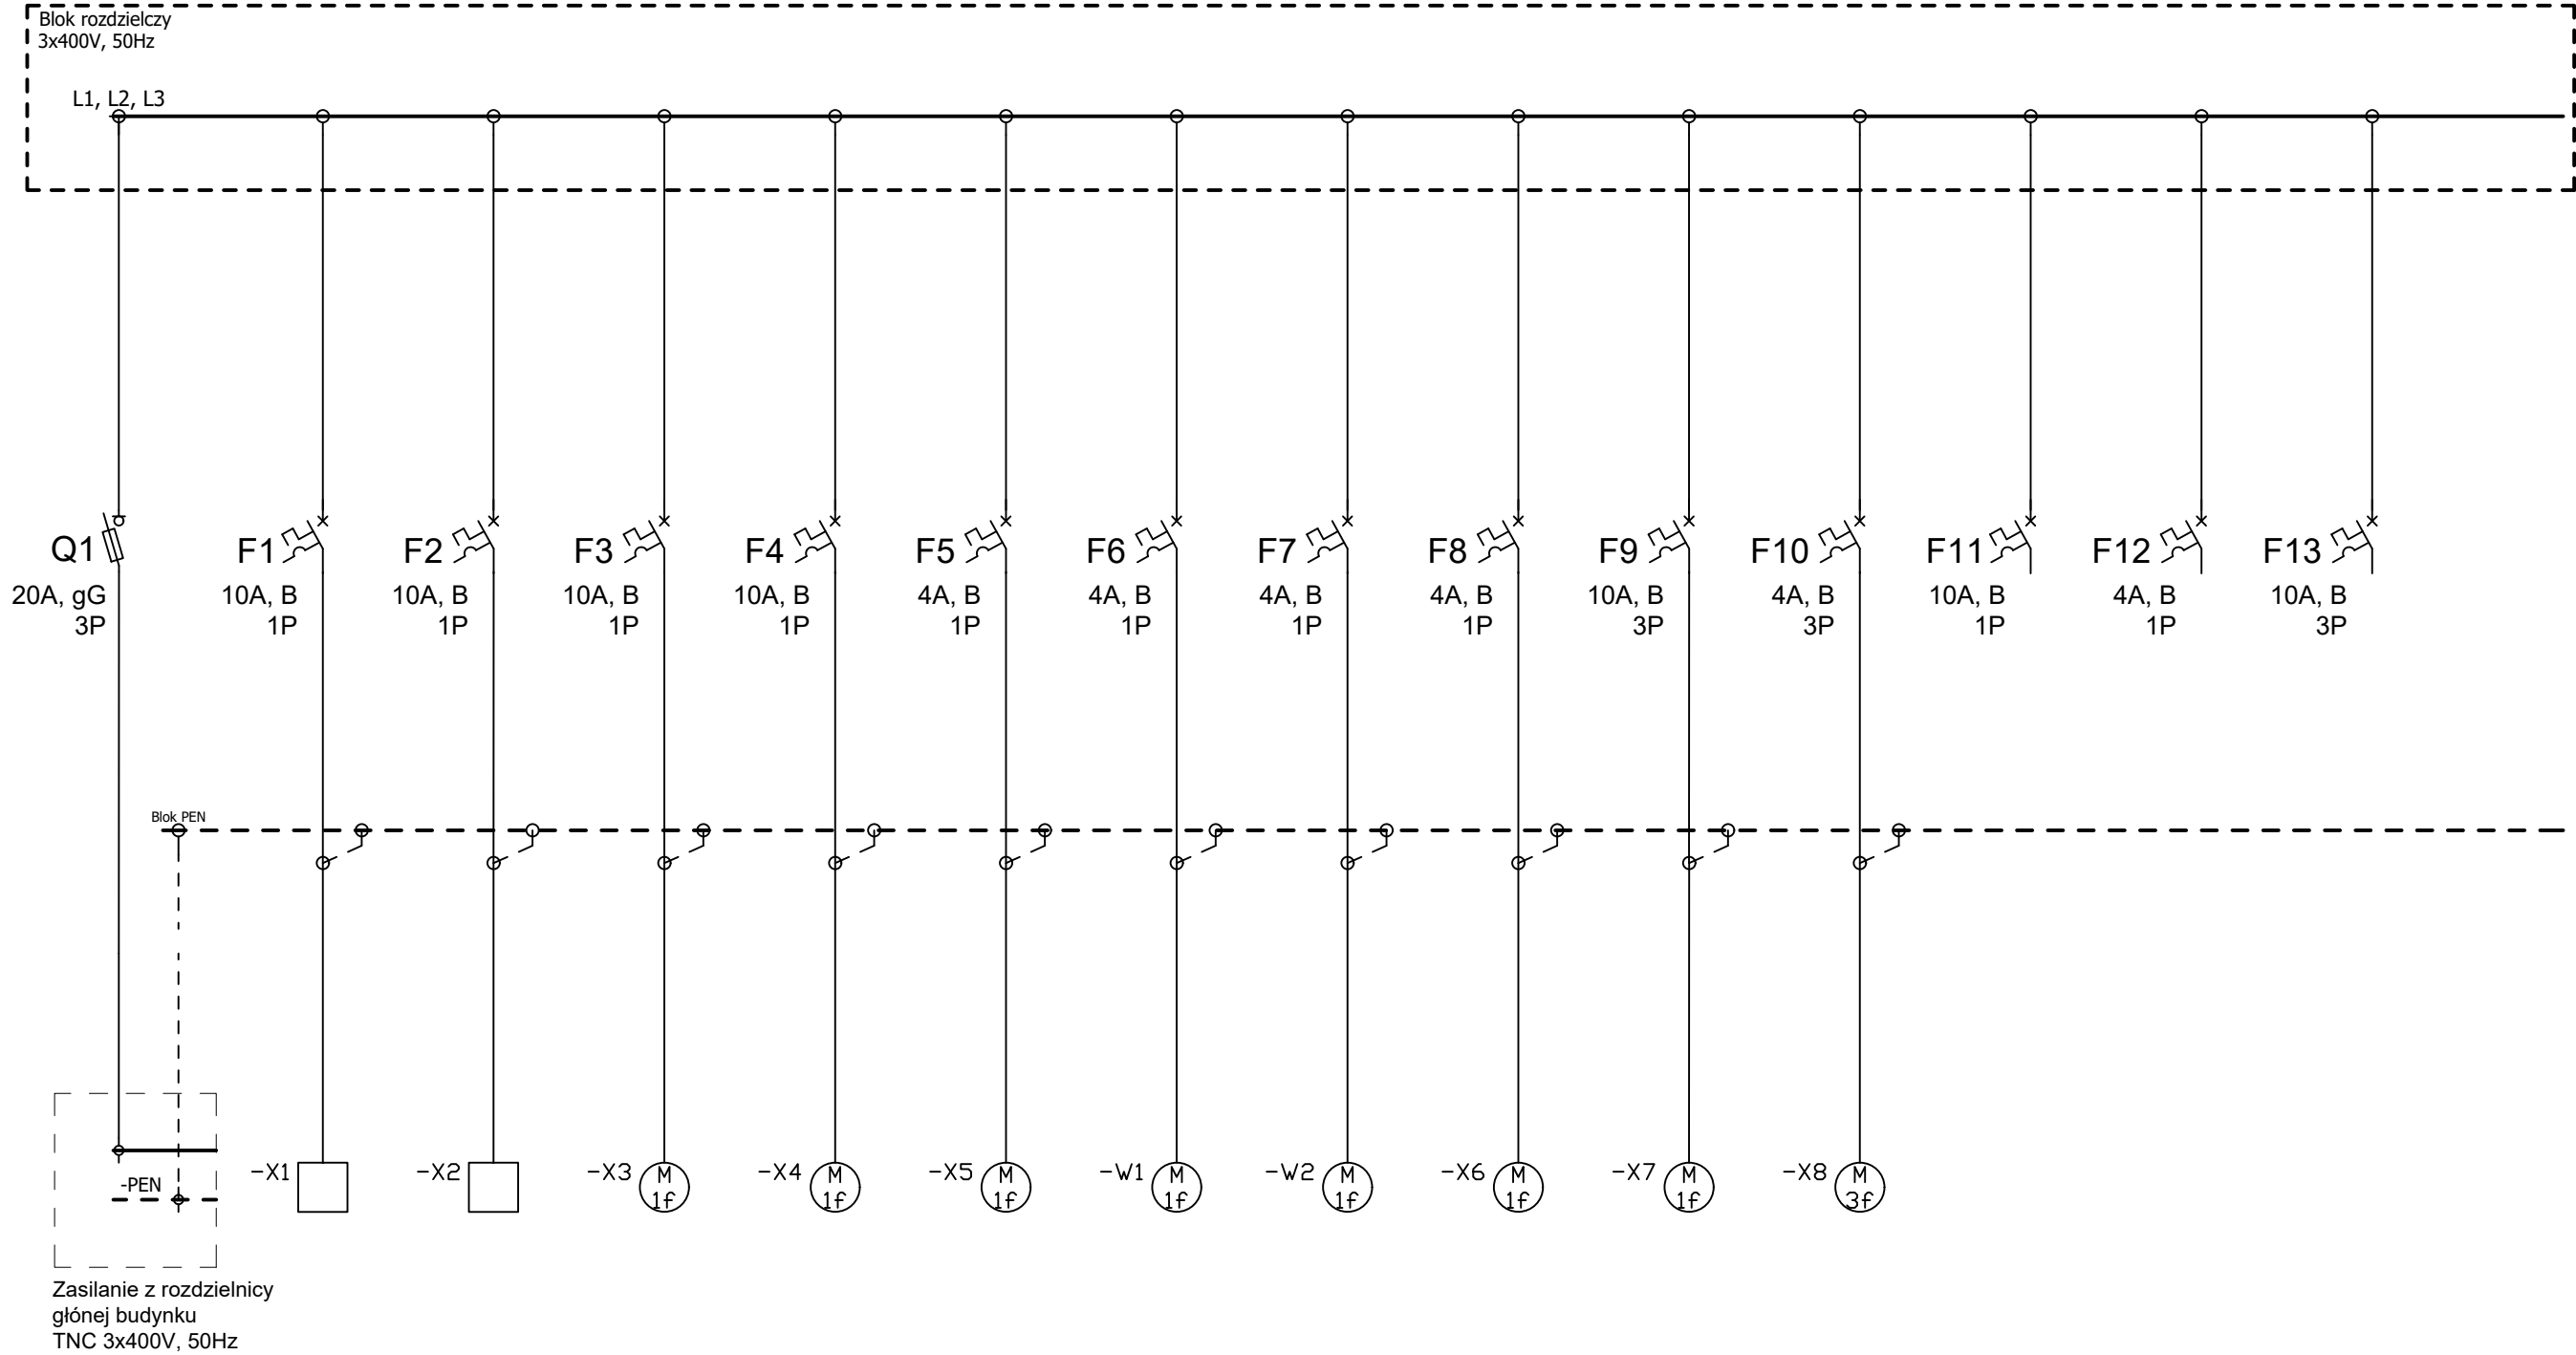 Blok rozdzielczy
3x400V, 50Hz
L1, L2, L3
Q1
20A, gG
3P
F1
10A, B
1P
F2
10A, B
1P
F3
10A, B
1P
F4
10A, B
1P
F5
4A, B
1P
F6
4A, B
1P
F7
4A, B
1P
F8
4A, B
1P
F9
10A, B
3P
F10
4A, B
3P
F11
10A, B
1P
F12
4A, B
1P
F13
10A, B
3P
Blok PEN
-PEN
-X1
-X2
-X3
M
1f
-X4
M
1f
-X5
M
1f
-W1
M
1f
-W2
M
1f
-X6
M
1f
-X7
M
1f
-X8
M
3f
Zasilanie z rozdzielnicy
głónej budynku
TNC 3x400V, 50Hz